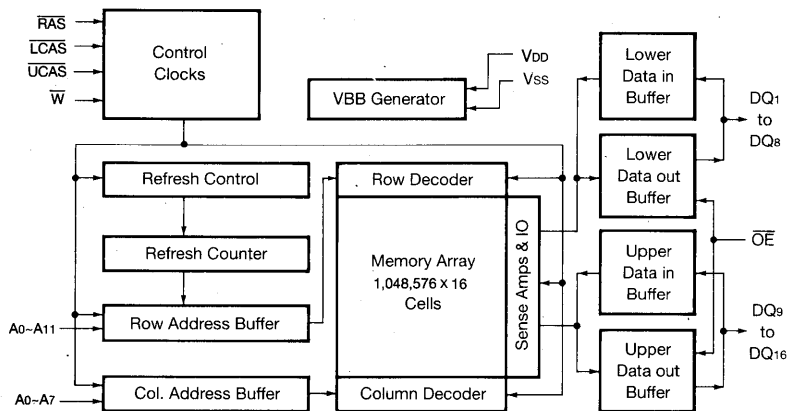 RAS
LCAS
UCAS
W
Control
Clocks
VDD
VSS
VBB Generator
Lower
Data in
Buffer
DQ1
to
DQ8
Lower
Data out
Buffer
OE
Upper
Data in
Buffer
DQ9
to
DQ16
Upper
Data out
Buffer
Refresh Control
Refresh Counter
Row Address Buffer
A0~A11
Col. Address Buffer
A0~A7
Row Decoder
Memory Array
1,048,576 x 16
Cells
Sense Amps & IO
Column Decoder